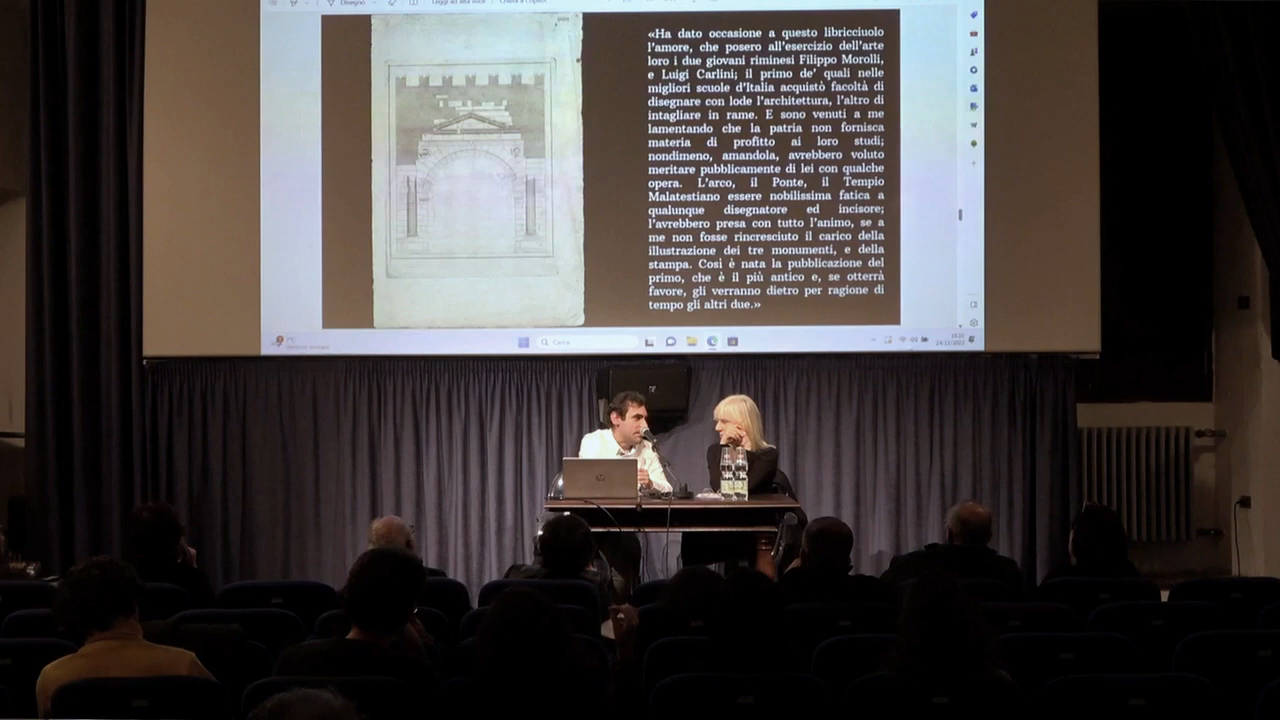 Disegno
Leggi ad alta voce
«Ha dato occasione a questo libricciuolo
l'amore, che posero all'esercizio dell'arte
loro i due giovani riminesi Filippo Morolli,
e Luigi Carlini; il primo de' quali nelle
migliori scuole d'Italia acquistò facoltà di
disegnare con lode l'architettura, l'altro di
intagliare in rame. E sono venuti a me
lamentando che la patria non fornisca
materia di profitto ai loro studi;
nondimeno, amandola, avrebbero voluto
meritare pubblicamente di lei con qualche
opera. L'arco, il Ponte, il Tempio
Malatestiano essere nobilissima fatica a
qualunque disegnatore ed incisore;
l'avrebbero presa con tutto l'animo, se a
me non fosse rincresciuto il carico della
illustrazione dei tre monumenti, e della
stampa. Così è nata la pubblicazione del
primo, che è il più antico e, se otterrà
favore, gli verranno dietro per ragione di
tempo gli altri due.»
Cerca